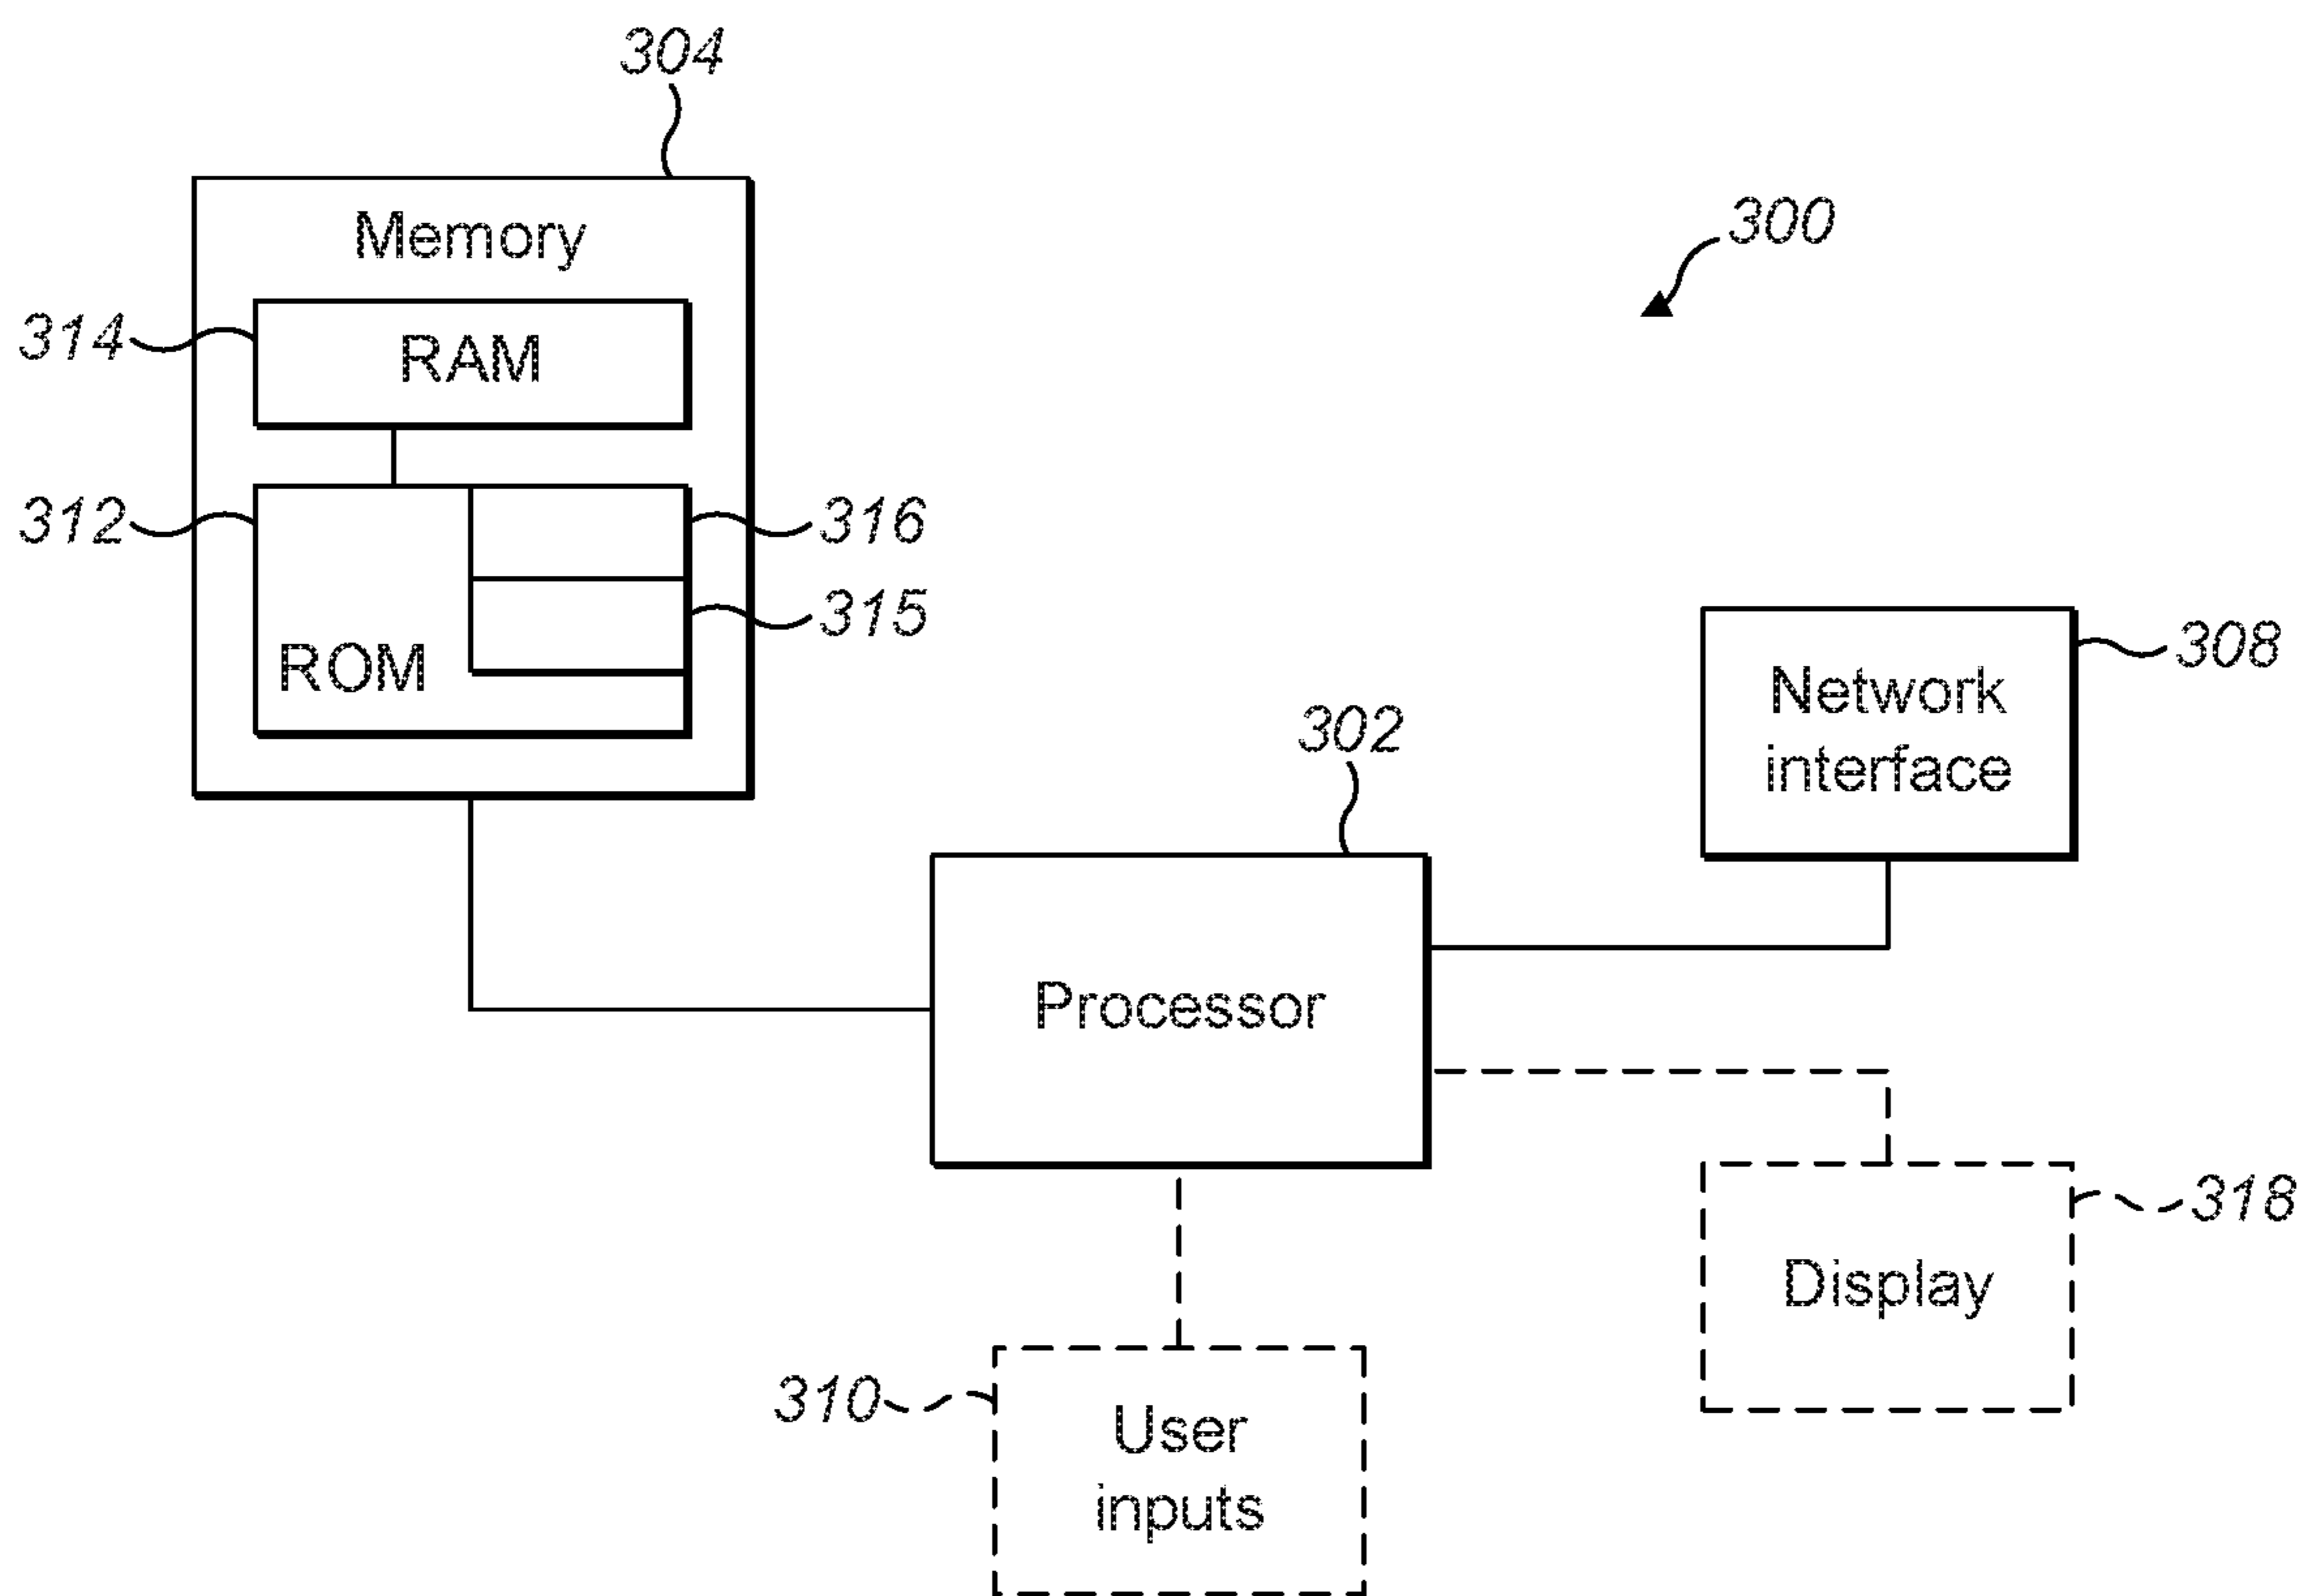 304
Memory
300
314
RAM
312
316
315
ROM
308
Network
interface
302
Processor
318
Display
310
User
inputs